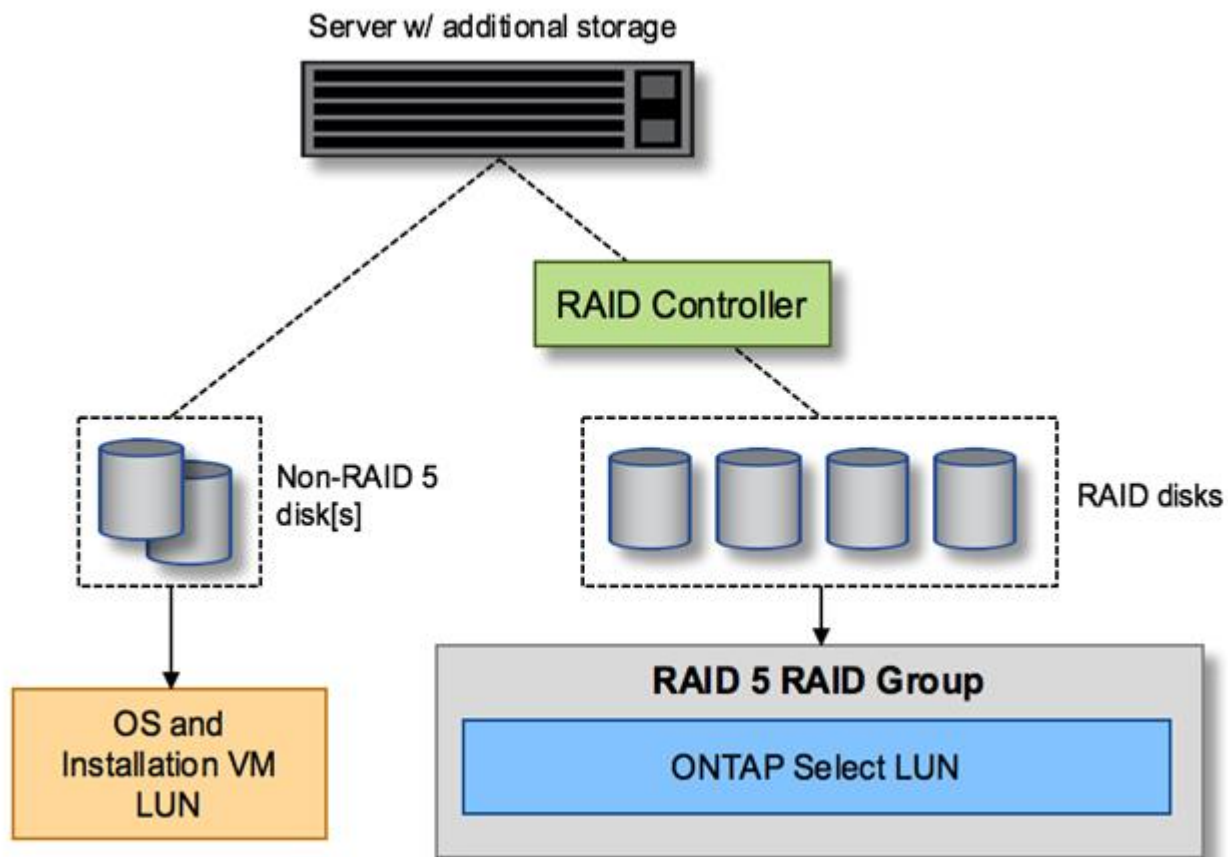 Server w/ additional storage
RAID Controller
Non-RAID 5
disk[s]
RAID disks
OS and
Installation VM
LUN
RAID 5 RAID Group
ONTAP Select LUN